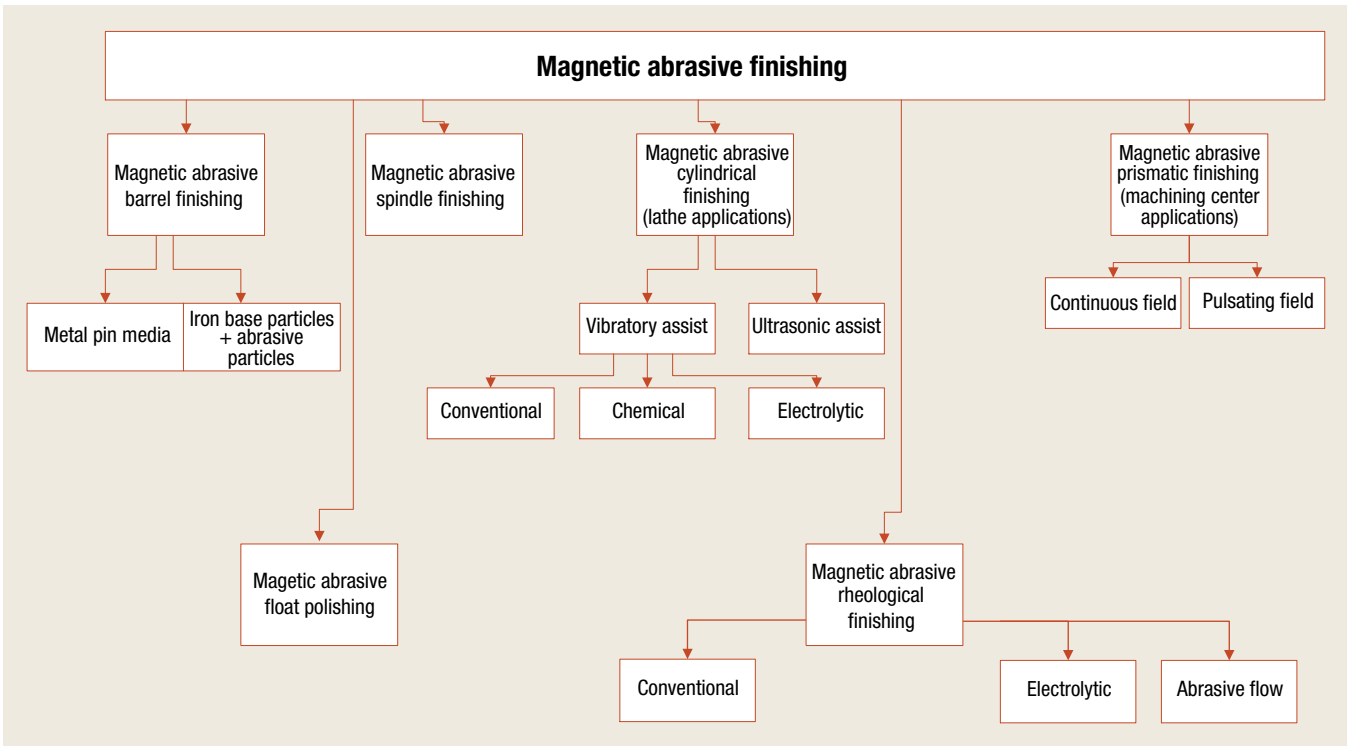 Magnetic abrasive finishing
Magnetic abrasive
barrel finishing
Magnetic abrasive
spindle finishing
Magnetic abrasive
cylindrical
finishing
(lathe applications)
Magnetic abrasive
prismatic finishing
(machining center
applications)
Metal pin media
Iron base particles
+ abrasive
particles
Vibratory assist
Ultrasonic assist
Continuous field
Pulsating field
Conventional
Chemical
Electrolytic
Magetic abrasive
float polishing
Magnetic abrasive
rheological
finishing
Conventional
Electrolytic
Abrasive flow